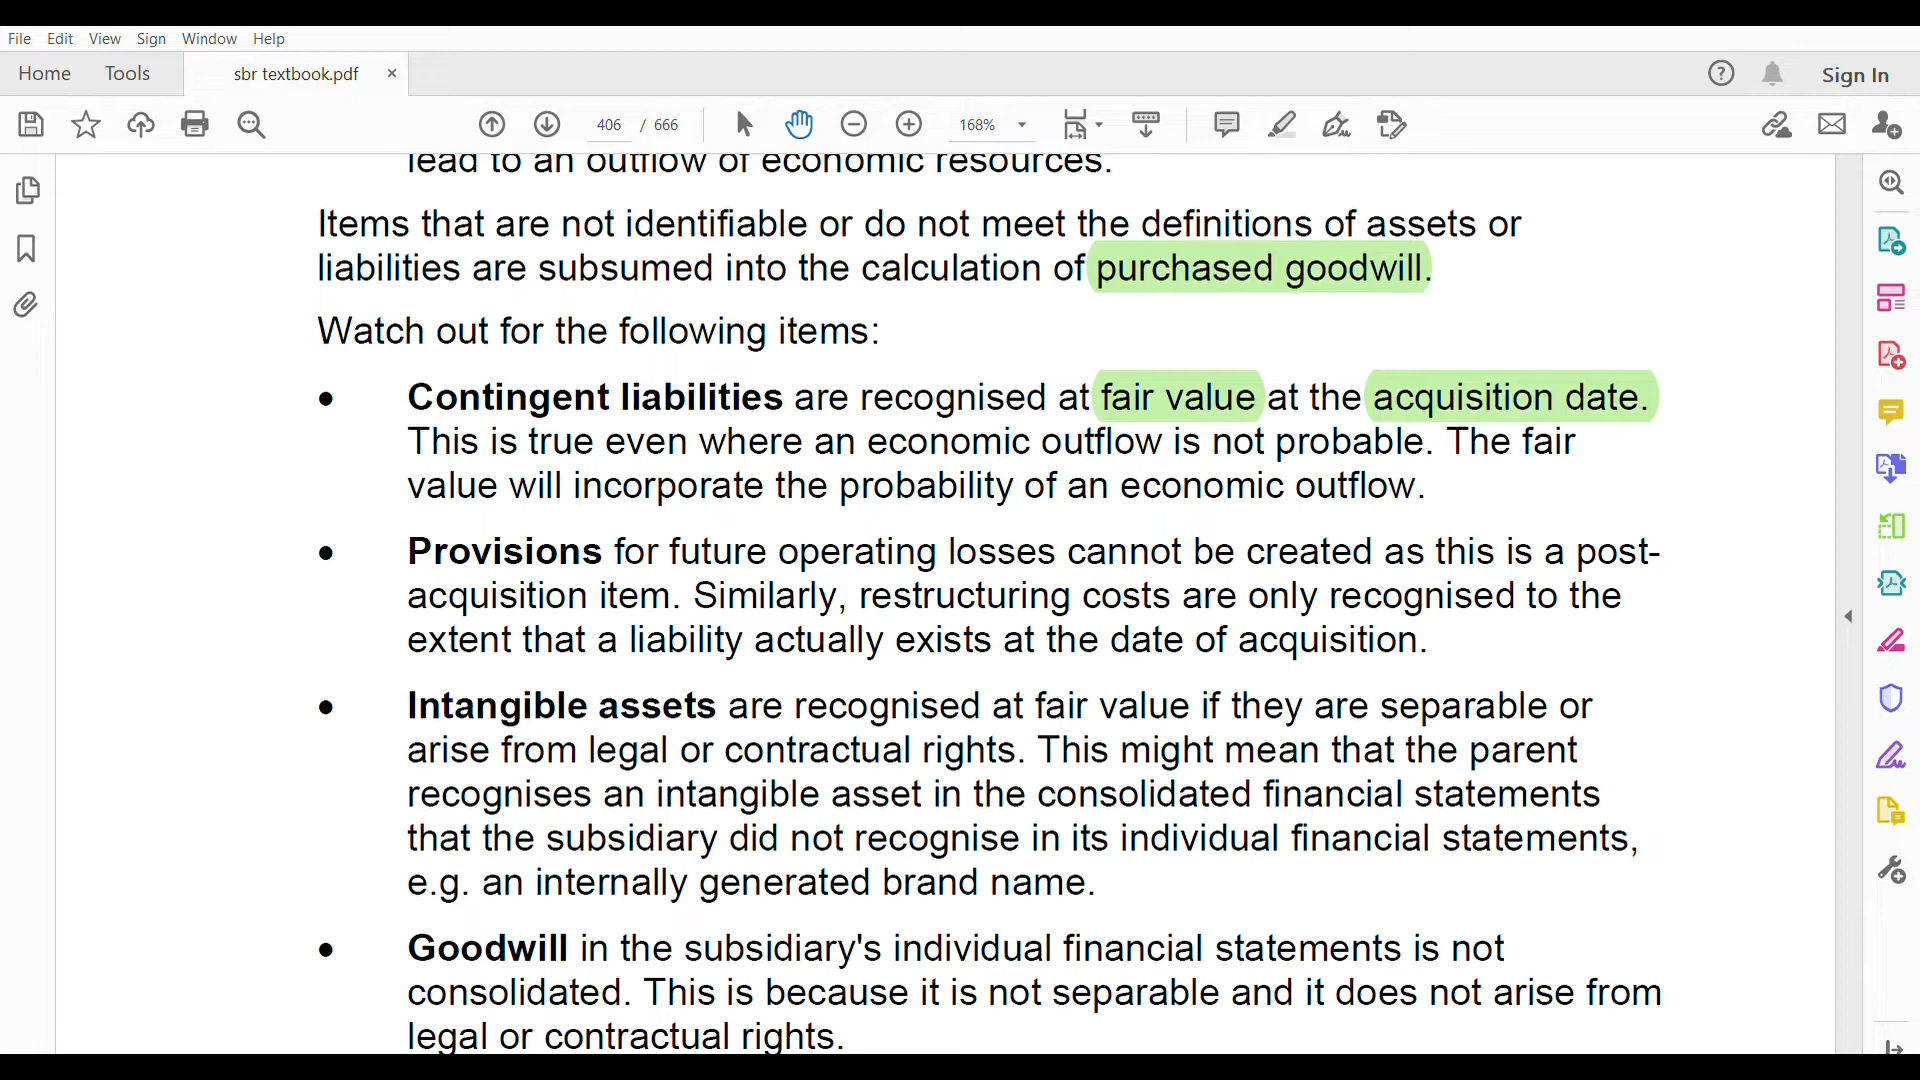 File Edit View Sign Window Help
Home Tools sbr textbook.pdf × Sign In
406 / 666 168%
lead to an outflow of economic resources.
Items that are not identifiable or do not meet the definitions of assets or
liabilities are subsumed into the calculation of purchased goodwill.
Watch out for the following items:
• Contingent liabilities are recognised at fair value at the acquisition date.
This is true even where an economic outflow is not probable. The fair
value will incorporate the probability of an economic outflow.
• Provisions for future operating losses cannot be created as this is a post-
acquisition item. Similarly, restructuring costs are only recognised to the
extent that a liability actually exists at the date of acquisition.
• Intangible assets are recognised at fair value if they are separable or
arise from legal or contractual rights. This might mean that the parent
recognises an intangible asset in the consolidated financial statements
that the subsidiary did not recognise in its individual financial statements,
e.g. an internally generated brand name.
• Goodwill in the subsidiary's individual financial statements is not
consolidated. This is because it is not separable and it does not arise from
legal or contractual rights.